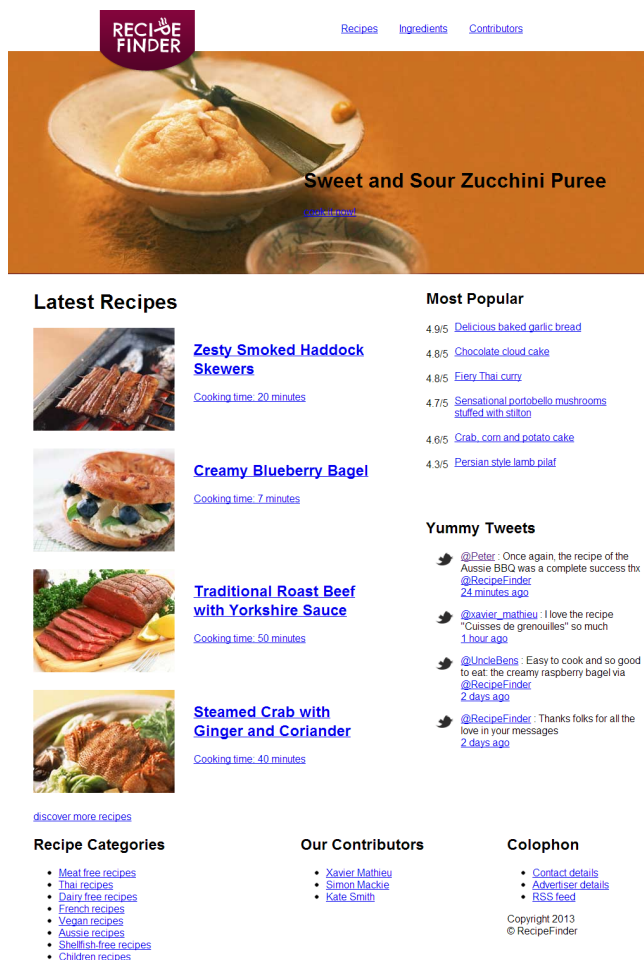 RECIPE
FINDER
Recipes Ingredients Contributors
Sweet and Sour Zucchini Puree
cook it now!
Latest Recipes
Zesty Smoked Haddock
Skewers
Cooking time: 20 minutes
Creamy Blueberry Bagel
Cooking time: 7 minutes
Traditional Roast Beef
with Yorkshire Sauce
Cooking time: 50 minutes
Steamed Crab with
Ginger and Coriander
Cooking time: 40 minutes
discover more recipes
Most Popular
4.9/5 Delicious baked garlic bread
4.8/5 Chocolate cloud cake
4.8/5 Fiery Thai curry
4.7/5 Sensational portobello mushrooms
stuffed with stilton
4.6/5 Crab, corn and potato cake
4.3/5 Persian style lamb pilaf
Yummy Tweets
@Peter : Once again, the recipe of the
Aussie BBQ was a complete success thx
@RecipeFinder
24 minutes ago
@xavier_mathieu : I love the recipe
"Cuisses de grenouilles" so much
1 hour ago
@UncleBens : Easy to cook and so good
to eat: the creamy raspberry bagel via
@RecipeFinder
2 days ago
@RecipeFinder : Thanks folks for all the
love in your messages
2 days ago
Recipe Categories
Meat free recipes
Thai recipes
Dairy free recipes
French recipes
Vegan recipes
Aussie recipes
Shellfish-free recipes
Children recipes
Our Contributors
Xavier Mathieu
Simon Mackie
Kate Smith
Colophon
Contact details
Advertiser details
RSS feed
Copyright 2013
© RecipeFinder